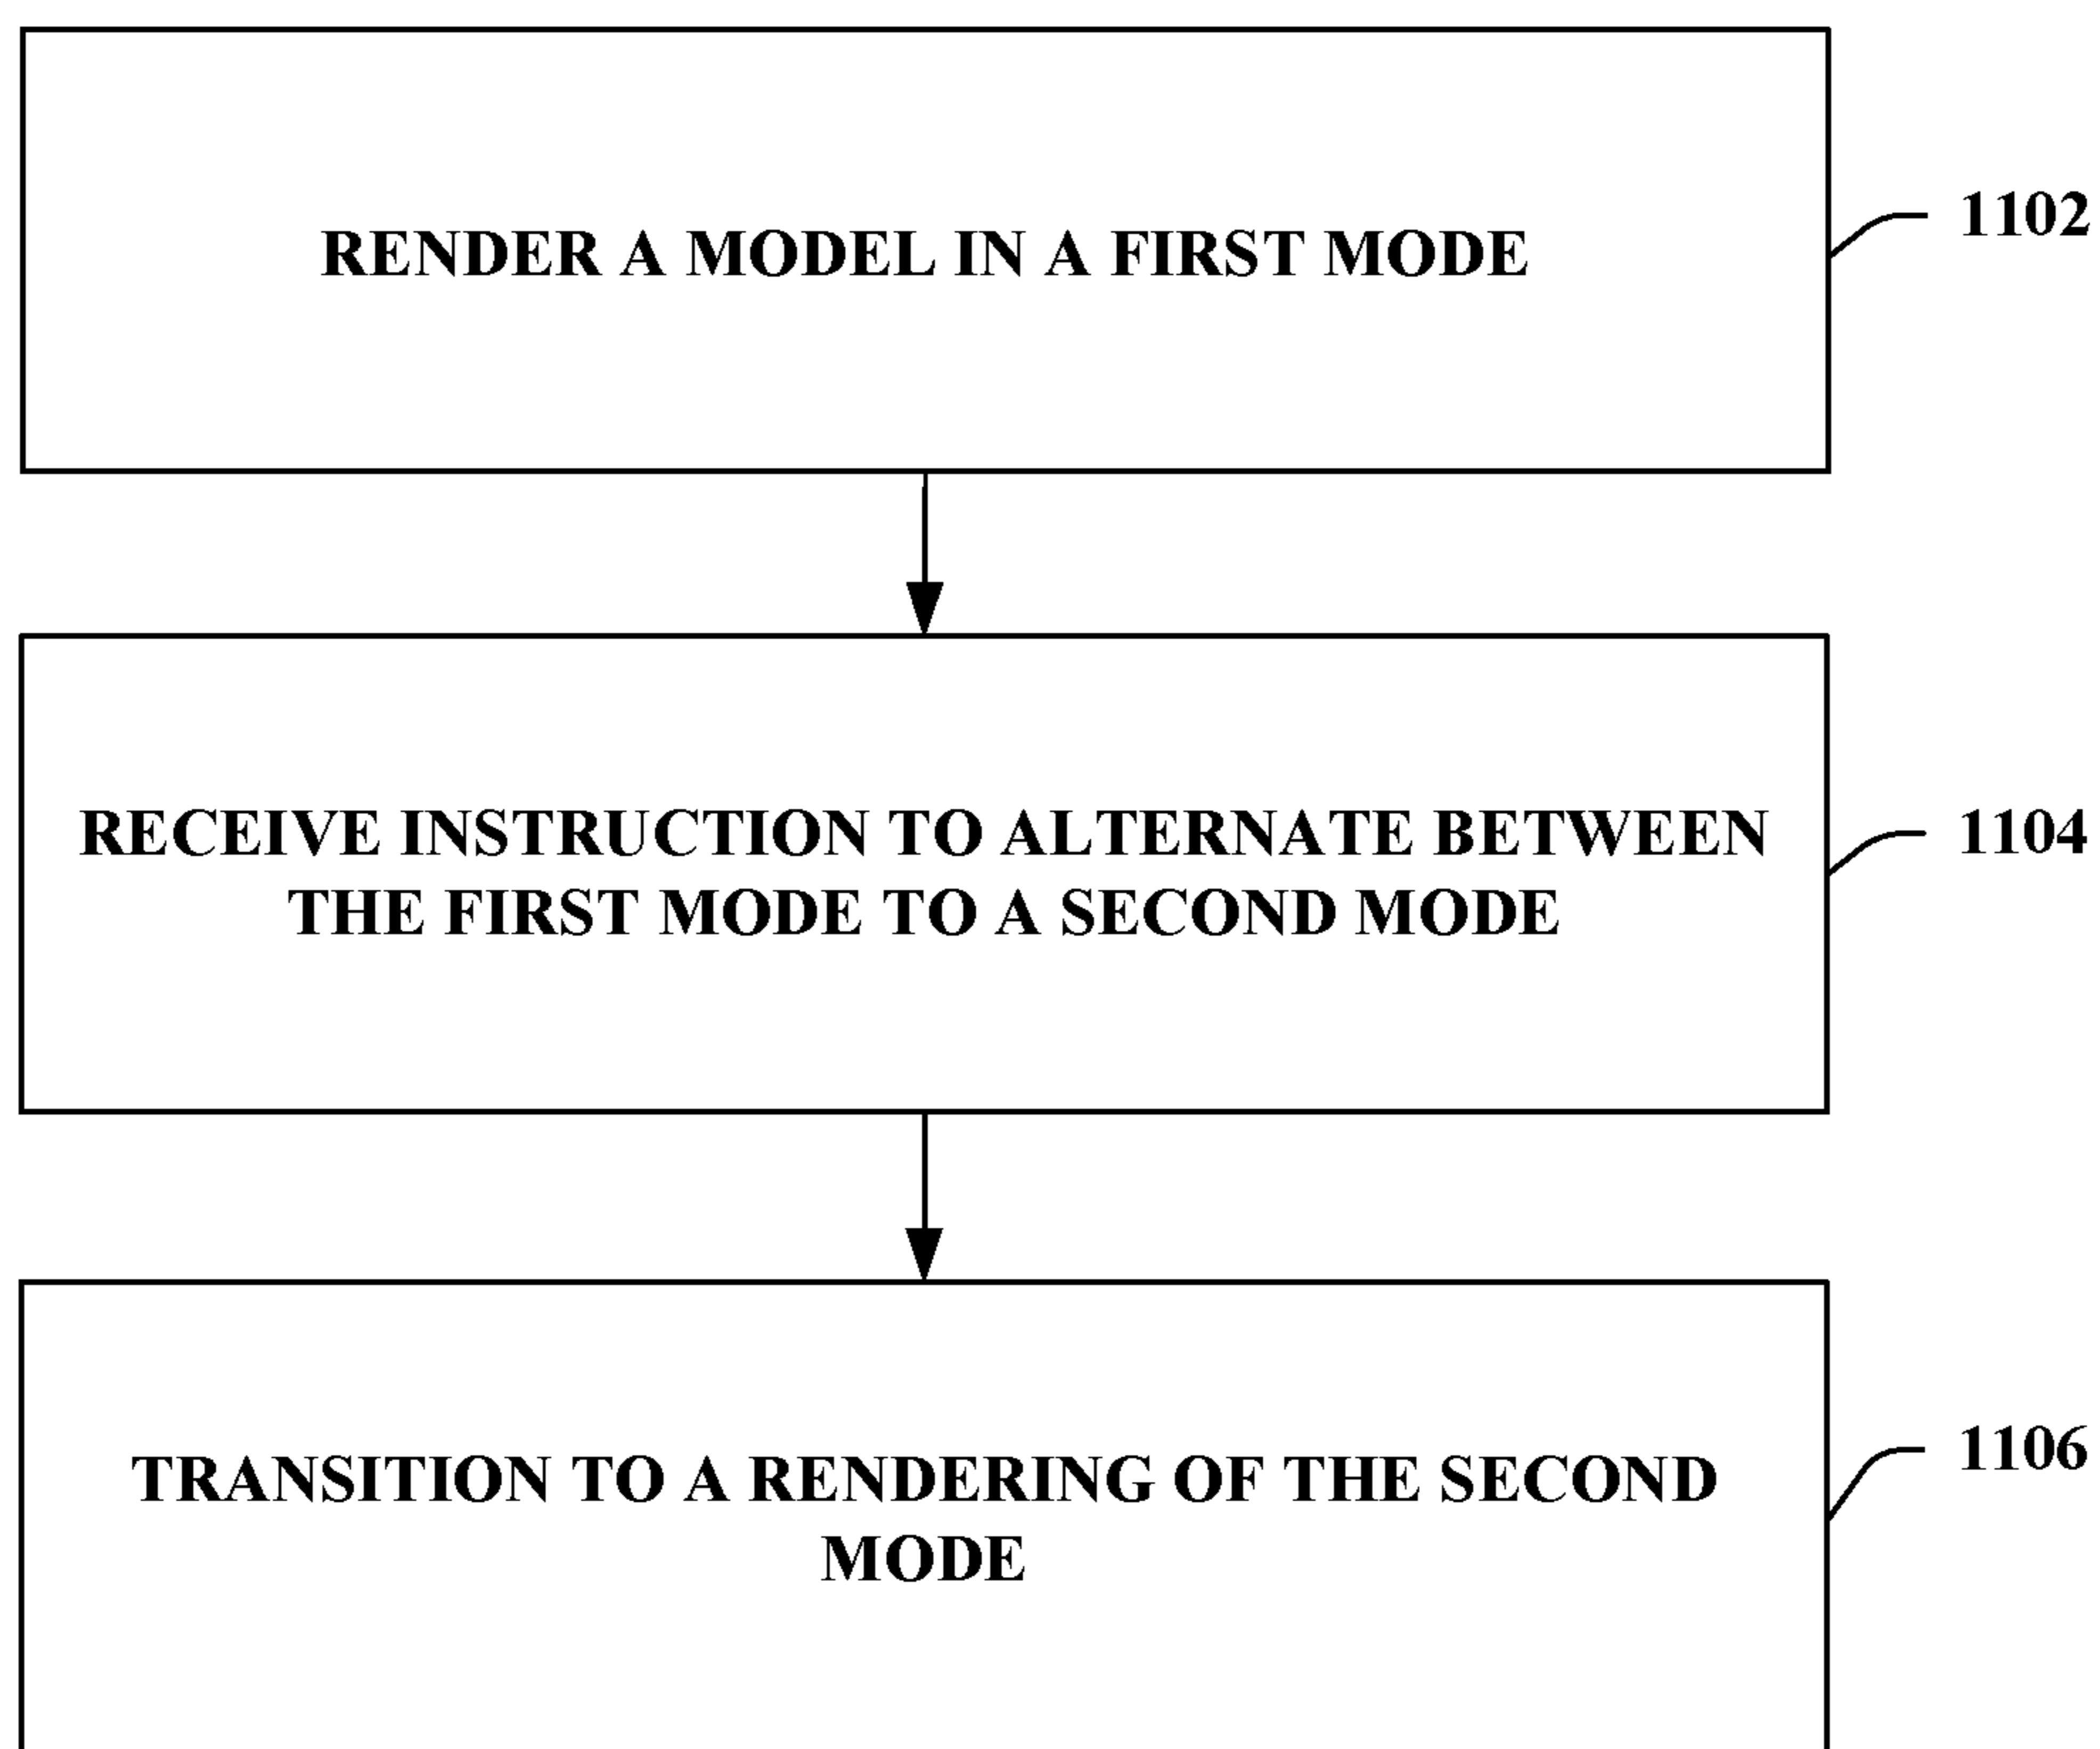 RENDER A MODEL IN A FIRST MODE
1102
RECEIVE INSTRUCTION TO ALTERNATE BETWEEN
THE FIRST MODE TO A SECOND MODE
1104
TRANSITION TO A RENDERING OF THE SECOND
MODE
1106